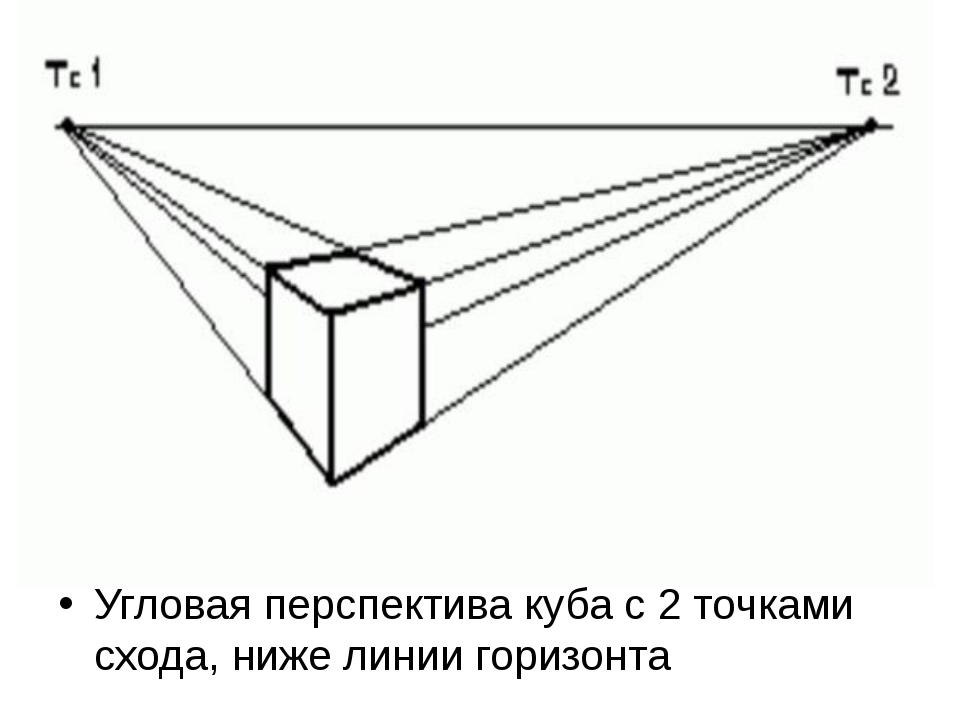 Тс 1
Тс 2
• Угловая перспектива куба с 2 точками
схода, ниже линии горизонта